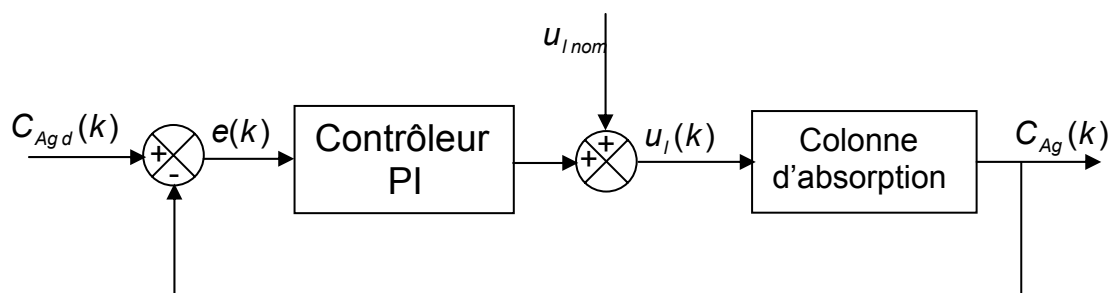 u_l nom
C_Ag d(k)
+
-
e(k)
Contrôleur
PI
+
+
u_l(k)
Colonne
d'absorption
C_Ag(k)